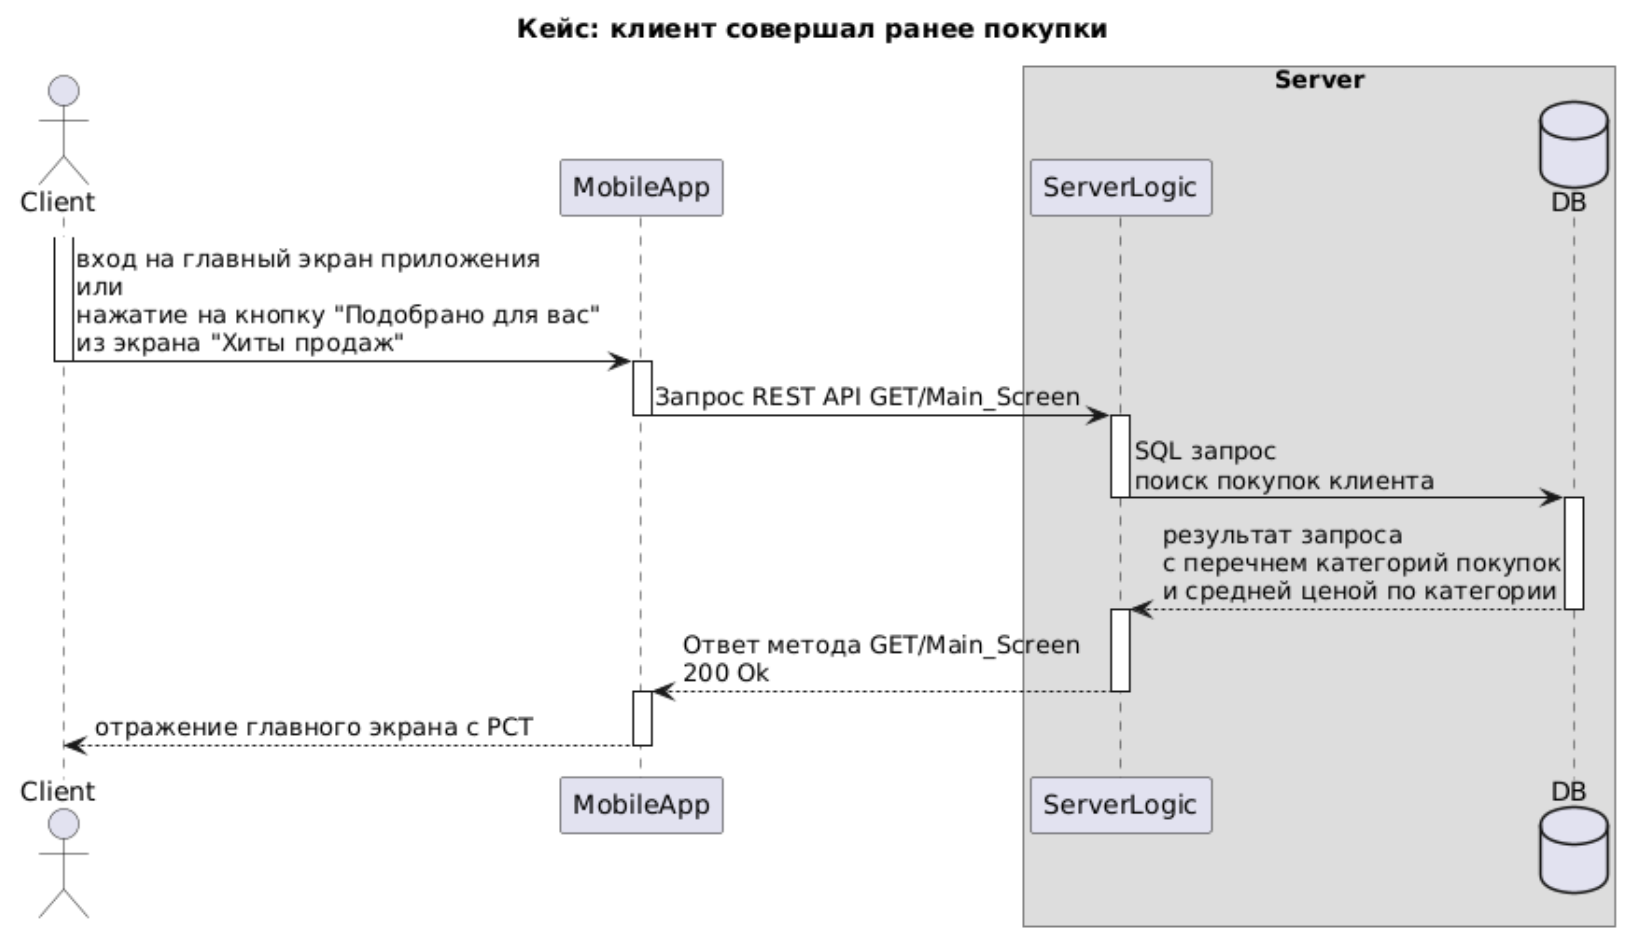 Кейс: клиент совершал ранее покупки
Server
Client
MobileApp
ServerLogic
DB
вход на главный экран приложения
или
нажатие на кнопку "Подобрано для вас"
из экрана "Хиты продаж"
Запрос REST API GET/Main_Screen
SQL запрос
поиск покупок клиента
результат запроса
с перечнем категорий покупок
и средней ценой по категории
Ответ метода GET/Main_Screen
200 Ok
отражение главного экрана с РСТ
Client
MobileApp
ServerLogic
DB